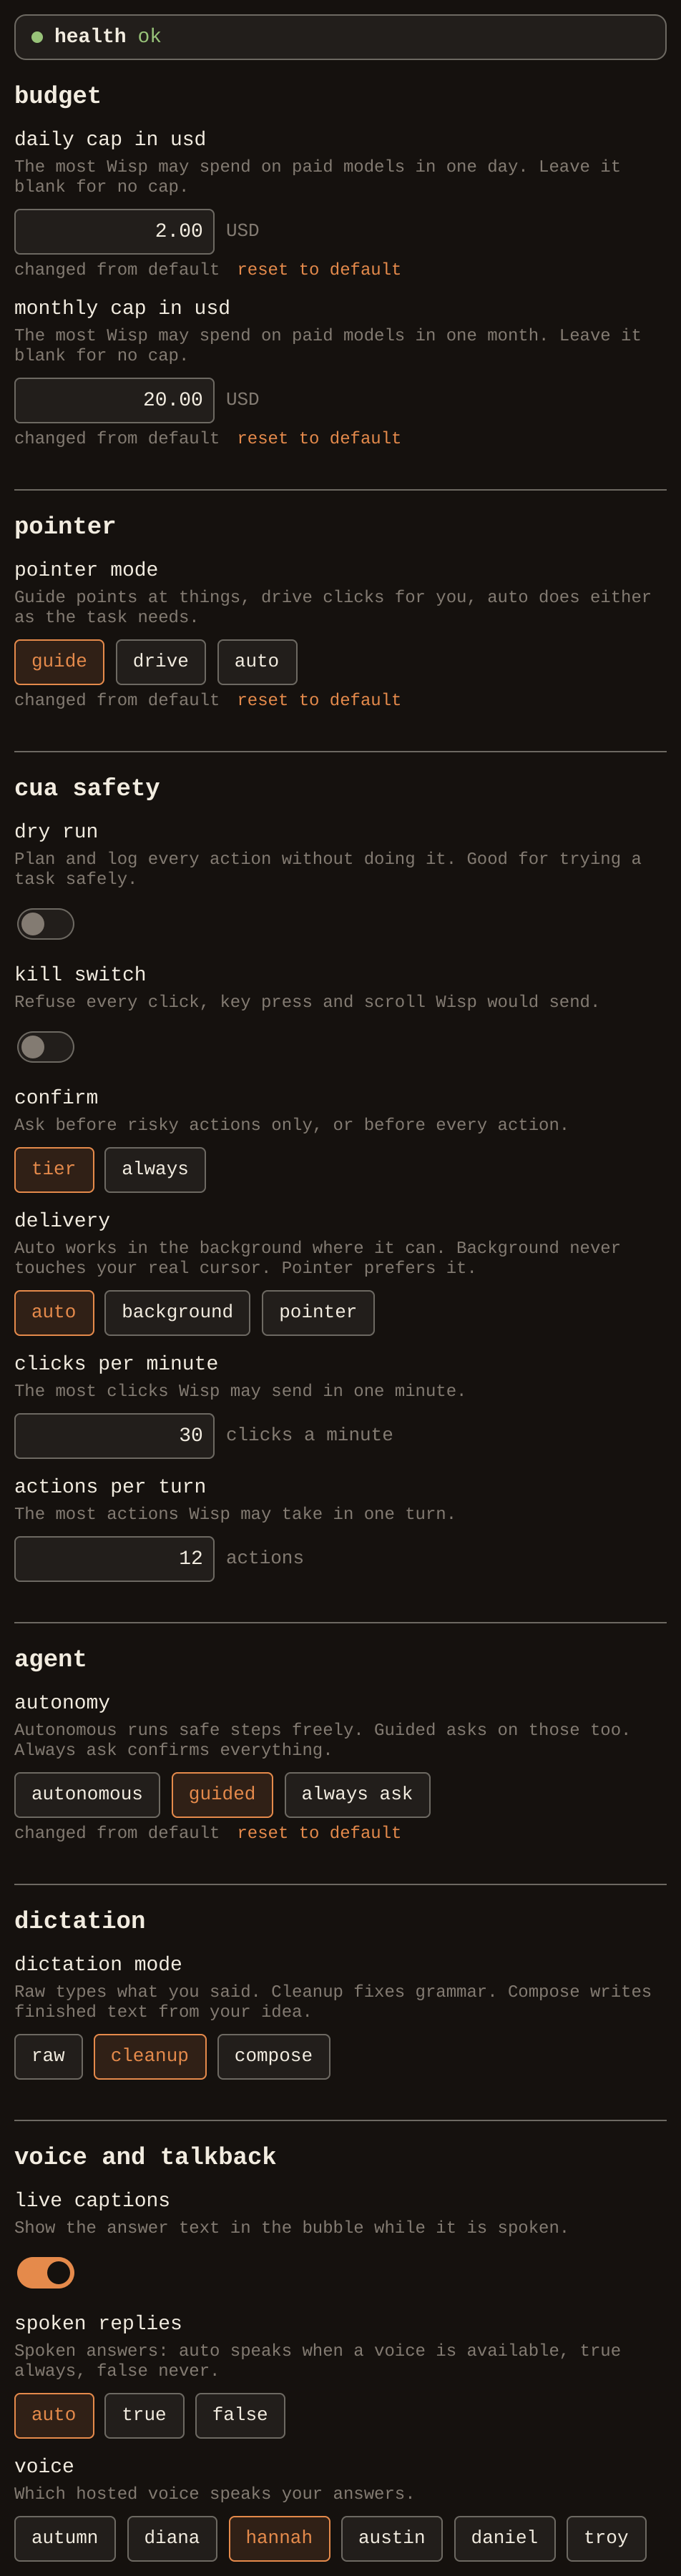 health ok
budget
daily cap in usd
The most Wisp may spend on paid models in one day. Leave it
blank for no cap.
2.00 USD
changed from default reset to default
monthly cap in usd
The most Wisp may spend on paid models in one month. Leave it
blank for no cap.
20.00 USD
changed from default reset to default
pointer
pointer mode
Guide points at things, drive clicks for you, auto does either
as the task needs.
guide drive auto
changed from default reset to default
cua safety
dry run
Plan and log every action without doing it. Good for trying a
task safely.
kill switch
Refuse every click, key press and scroll Wisp would send.
confirm
Ask before risky actions only, or before every action.
tier always
delivery
Auto works in the background where it can. Background never
touches your real cursor. Pointer prefers it.
auto background pointer
clicks per minute
The most clicks Wisp may send in one minute.
30 clicks a minute
actions per turn
The most actions Wisp may take in one turn.
12 actions
agent
autonomy
Autonomous runs safe steps freely. Guided asks on those too.
Always ask confirms everything.
autonomous guided always ask
changed from default reset to default
dictation
dictation mode
Raw types what you said. Cleanup fixes grammar. Compose writes
finished text from your idea.
raw cleanup compose
voice and talkback
live captions
Show the answer text in the bubble while it is spoken.
spoken replies
Spoken answers: auto speaks when a voice is available, true
always, false never.
auto true false
voice
Which hosted voice speaks your answers.
autumn diana hannah austin daniel troy